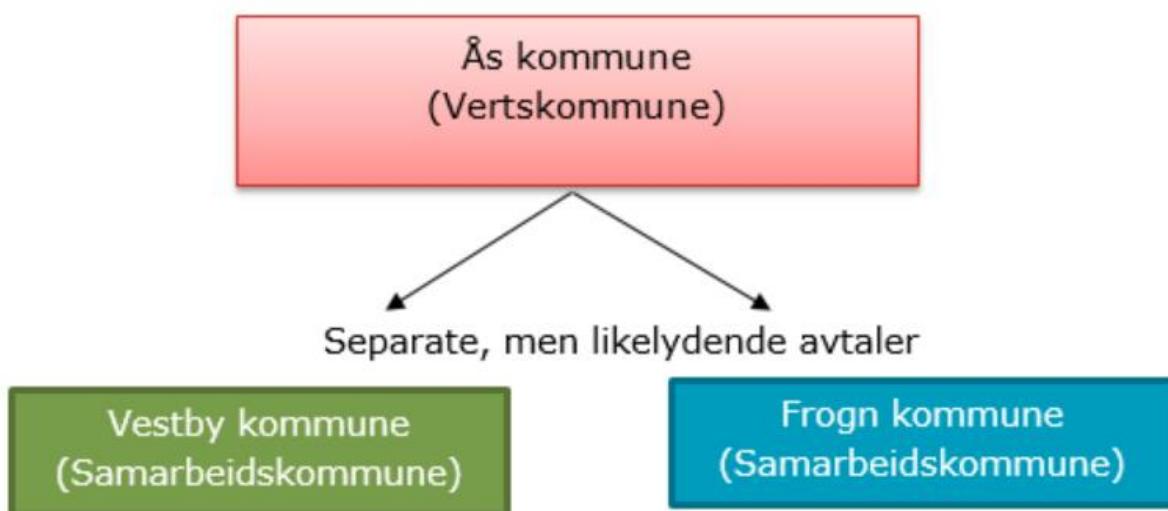 Ås kommune
(Vertskommune)
Separate, men likelydende avtaler
Vestby kommune
(Samarbeidskommune)
Frogn kommune
(Samarbeidskommune)